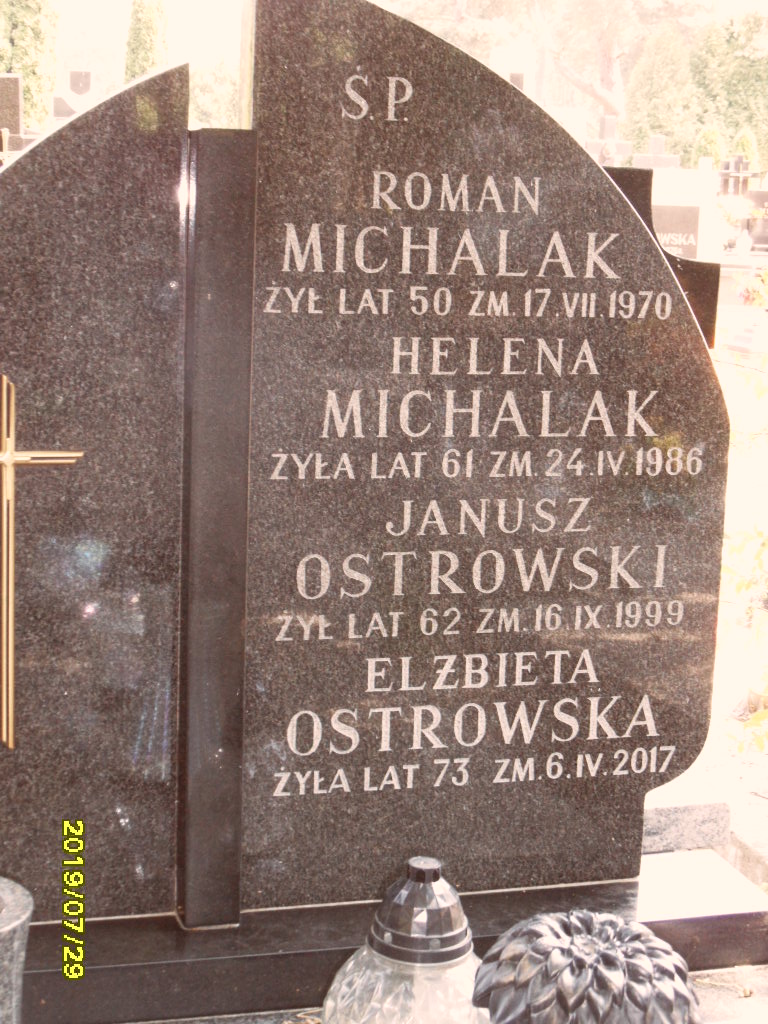 Ś.P.
ROMAN
MICHALAK
ŻYŁ LAT 50 ZM.17.VII.1970
HELENA
MICHALAK
ŻYŁA LAT 61 ZM.24.IV.1986
JANUSZ
OSTROWSKI
ŻYŁ LAT 62 ZM.16.IX.1999
ELŻBIETA
OSTROWSKA
ŻYŁA LAT 73 ZM.6.IV.2017
2019/07/29